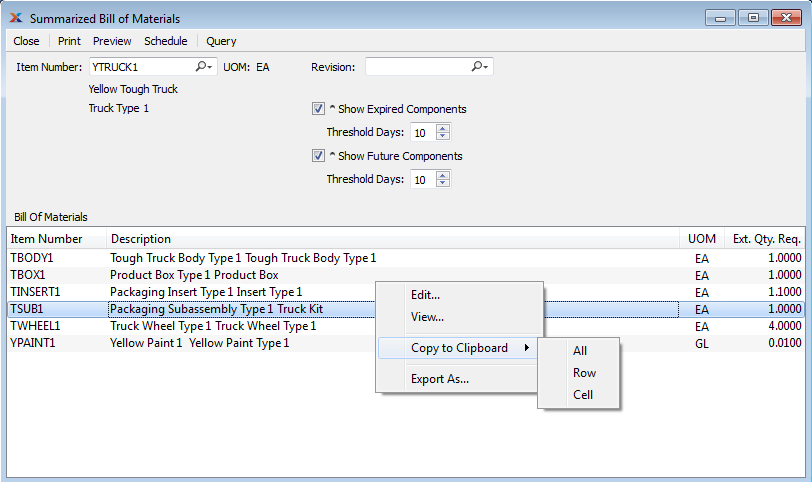 Summarized Bill of Materials
Close Print Preview Schedule Query
Item Number: YTRUCK1 UOM: EA Revision:
Yellow Tough Truck
Truck Type 1
^ Show Expired Components
Threshold Days: 10
^ Show Future Components
Threshold Days: 10
Bill Of Materials
Item Number Description UOM Ext. Qty. Req.
TBODY1 Tough Truck Body Type 1 Tough Truck Body Type 1 EA 1.0000
TBOX1 Product Box Type 1 Product Box EA 1.0000
TINSERT1 Packaging Insert Type 1 Insert Type 1 EA 1.1000
TSUB1 Packaging Subassembly Type 1 Truck Kit EA 1.0000
TWHEEL1 Truck Wheel Type 1 Truck Wheel Type 1 EA 4.0000
YPAINT1 Yellow Paint 1 Yellow Paint Type 1 GL 0.0100
Edit...
View...
Copy to Clipboard
Export As...
All
Row
Cell